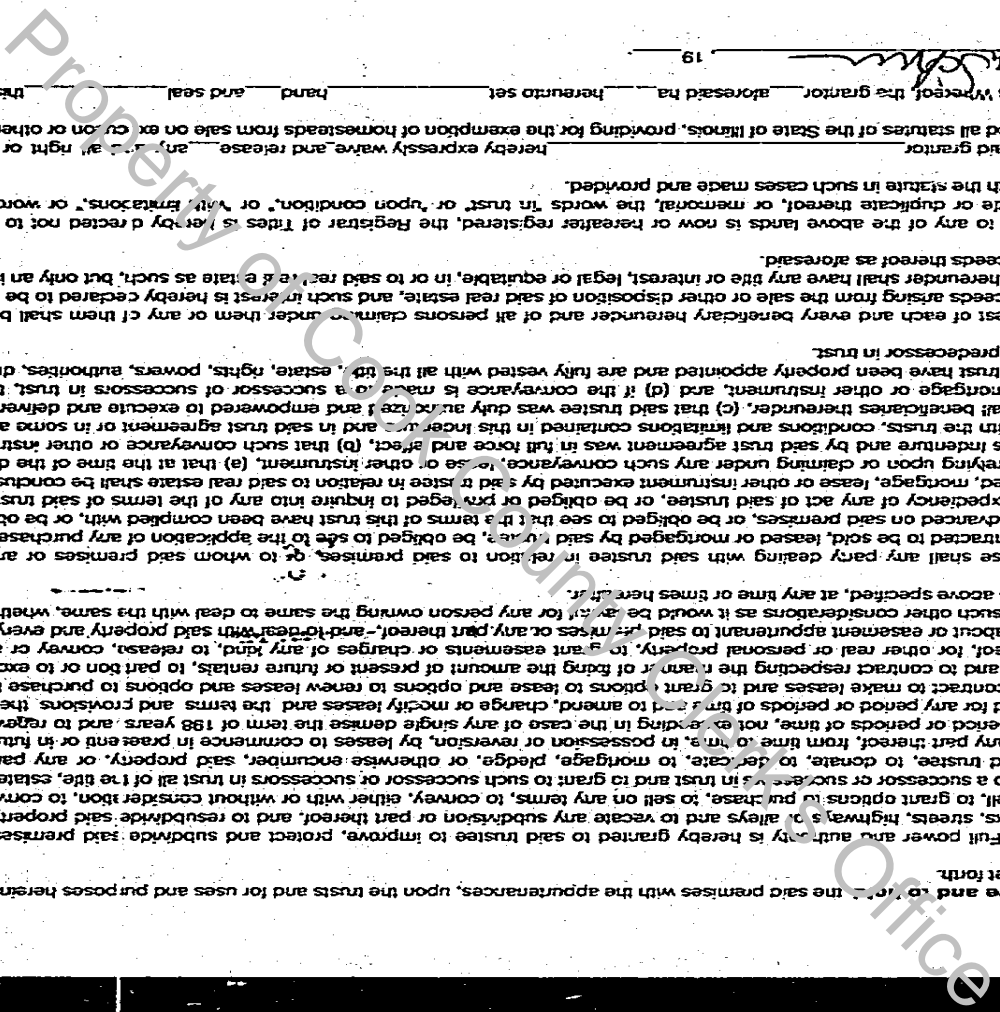 and to the said premises with the appurtenances, upon the trusts and for uses and purposes herein
et forth.
Full power and authority is hereby granted to said trustee to improve, protect and subdivide said premises
s, streets, highways or alleys and to vacate any subdivision or part thereof, and to resubdivide said property
ll, to grant options to purchase, to sell on any terms, to convey, either with or without consideration, to conv
a successor or successors in trust and to grant to such successor or successors in trust all of the title, estate
d trustee, to donate, to dedicate, to mortgage, pledge, or otherwise encumber, said property, or any par
ny part thereof, from time to time, in possession or reversion, by leases to commence in praesenti or in futu
eriod or periods of time, not exceeding in the case of any single demise the term of 198 years, and to renew
d for any period or periods of time and to amend, change or modify leases and the terms and provisions the
contract to make leases and to grant options to lease and options to renew leases and options to purchase
and to contract respecting the manner of fixing the amount of present or future rentals, to partition or to exc
eof, for other real or personal property, to grant easements or charges of any kind, to release, convey or
about or easement appurtenant to said premises or any part thereof, and to deal with said property and every
such other considerations as it would be lawful for any person owning the same to deal with the same, wheth
above specified, at any time or times hereafter.
se shall any party dealing with said trustee in relation to said premises, or to whom said premises or an
ntracted to be sold, leased or mortgaged by said trustee, be obliged to see to the application of any purchase
advanced on said premises, or be obliged to see that the terms of this trust have been complied with, or be ob
xpediency of any act of said trustee, or be obliged or privileged to inquire into any of the terms of said trus
ed, mortgage, lease or other instrument executed by said trustee in relation to said real estate shall be conclus
relying upon or claiming under any such conveyance, lease or other instrument, (a) that at the time of the d
s indenture and by said trust agreement was in full force and effect, (b) that such conveyance or other instr
ith the trusts, conditions and limitations contained in this Indenture and in said trust agreement or in some a
all beneficiaries thereunder, (c) that said trustee was duly authorized and empowered to execute and deliver
mortgage or other instrument, and (d) if the conveyance is made to a successor or successors in trust, t
trust have been properly appointed and are fully vested with all the title, estate, rights, powers, authorities, du
predecessor in trust.
est of each and every beneficiary hereunder and of all persons claiming under them or any of them shall b
ceeds arising from the sale or other disposition of said real estate, and such interest is hereby declared to be
hereunder shall have any title or interest, legal or equitable, in or to said real estate as such, but only an i
ceeds thereof as aforesaid.
to any of the above lands is now or hereafter registered, the Registrar of Titles is hereby directed not to
te or duplicate thereof, or memorial, the words "in trust" or "upon condition," or "with limitations," or word
th the statute in such cases made and provided.
aid grantor hereby expressly waive and release any and all right or
nd all statutes of the State of Illinois, providing for the exemption of homesteads from sale on execution or othe
s Whereof, the grantor aforesaid ha hereunto set hand and seal this
19
Property of Cook County Clerk's Office